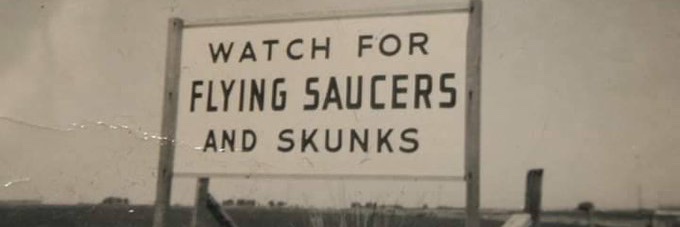 WATCH FOR
FLYING SAUCERS
AND SKUNKS